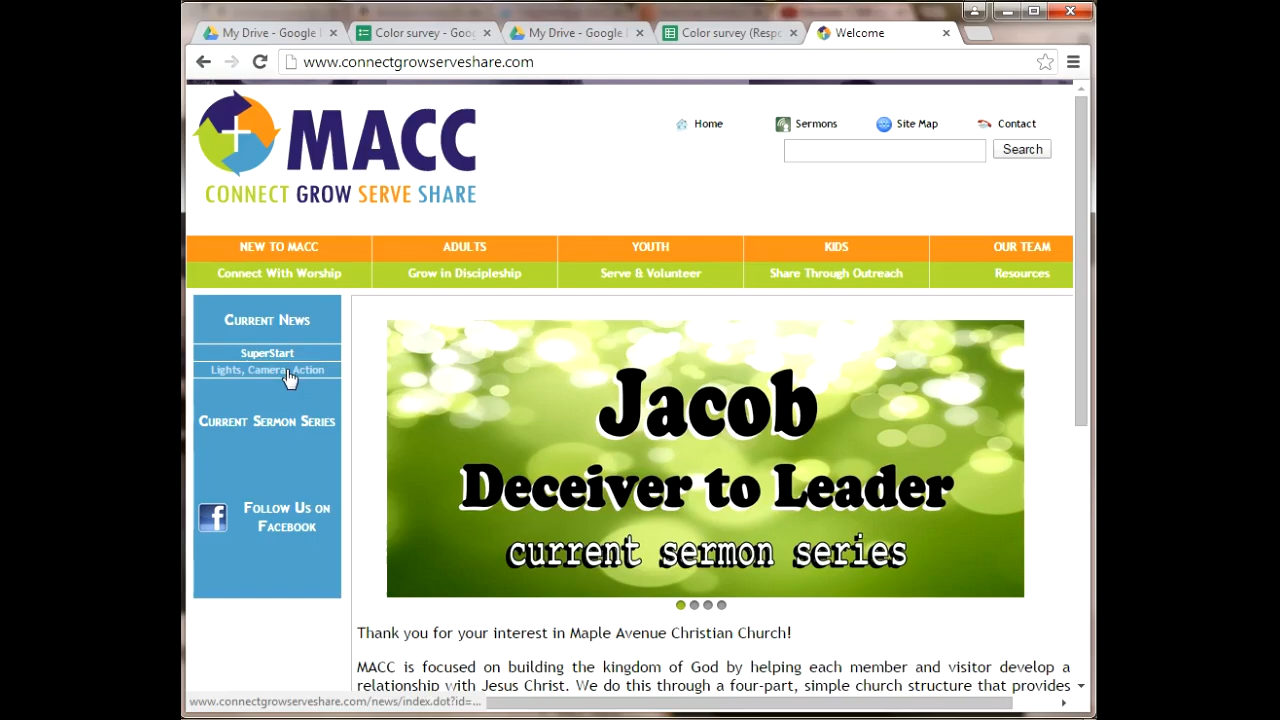 My Drive - Google
Color survey - Goog
My Drive - Google
Color survey (Resp
Welcome
www.connectgrowserveshare.com
MACC
CONNECT GROW SERVE SHARE
Home
Sermons
Site Map
Contact
Search
NEW TO MACC
ADULTS
YOUTH
KIDS
OUR TEAM
Connect With Worship
Grow in Discipleship
Serve & Volunteer
Share Through Outreach
Resources
Current News
SuperStart
Lights, Camera, Action
Current Sermon Series
Follow Us on
Facebook
f
Jacob
Deceiver to Leader
current sermon series
Thank you for your interest in Maple Avenue Christian Church!
MACC is focused on building the kingdom of God by helping each member and visitor develop a
relationship with Jesus Christ. We do this through a four-part, simple church structure that provides
www.connectgrowserveshare.com/news/index.dot?id=...